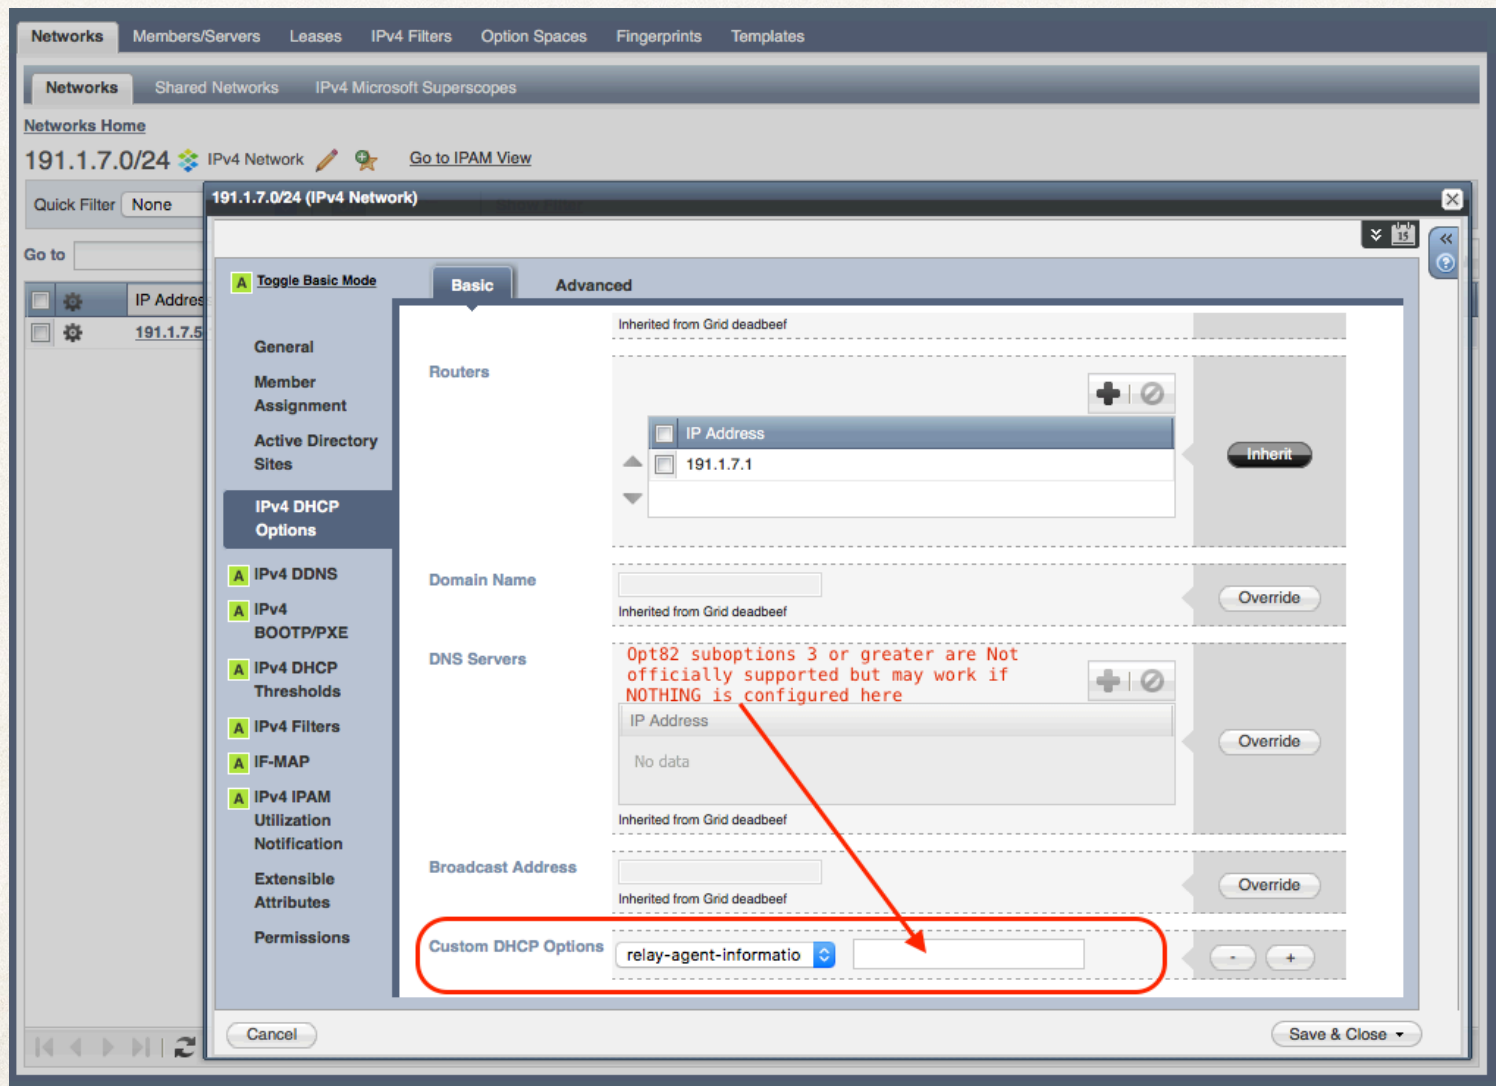 Networks Members/Servers Leases IPv4 Filters Option Spaces Fingerprints Templates
Networks Shared Networks IPv4 Microsoft Superscopes
Networks Home
191.1.7.0/24 IPv4 Network Go to IPAM View
Quick Filter None
191.1.7.0/24 (IPv4 Network)
Go to
15
A Toggle Basic Mode
Basic Advanced
IP Addres
191.1.7.5
General
Member
Assignment
Active Directory
Sites
IPv4 DHCP
Options
A IPv4 DDNS
A IPv4
BOOTP/PXE
A IPv4 DHCP
Thresholds
A IPv4 Filters
A IF-MAP
A IPv4 IPAM
Utilization
Notification
Extensible
Attributes
Permissions
Inherited from Grid deadbeef
Routers
IP Address
191.1.7.1
Inherit
Domain Name
Inherited from Grid deadbeef
Override
DNS Servers
Opt82 suboptions 3 or greater are Not
officially supported but may work if
NOTHING is configured here
IP Address
No data
Override
Inherited from Grid deadbeef
Broadcast Address
Inherited from Grid deadbeef
Override
Custom DHCP Options relay-agent-informatio - +
Cancel Save & Close